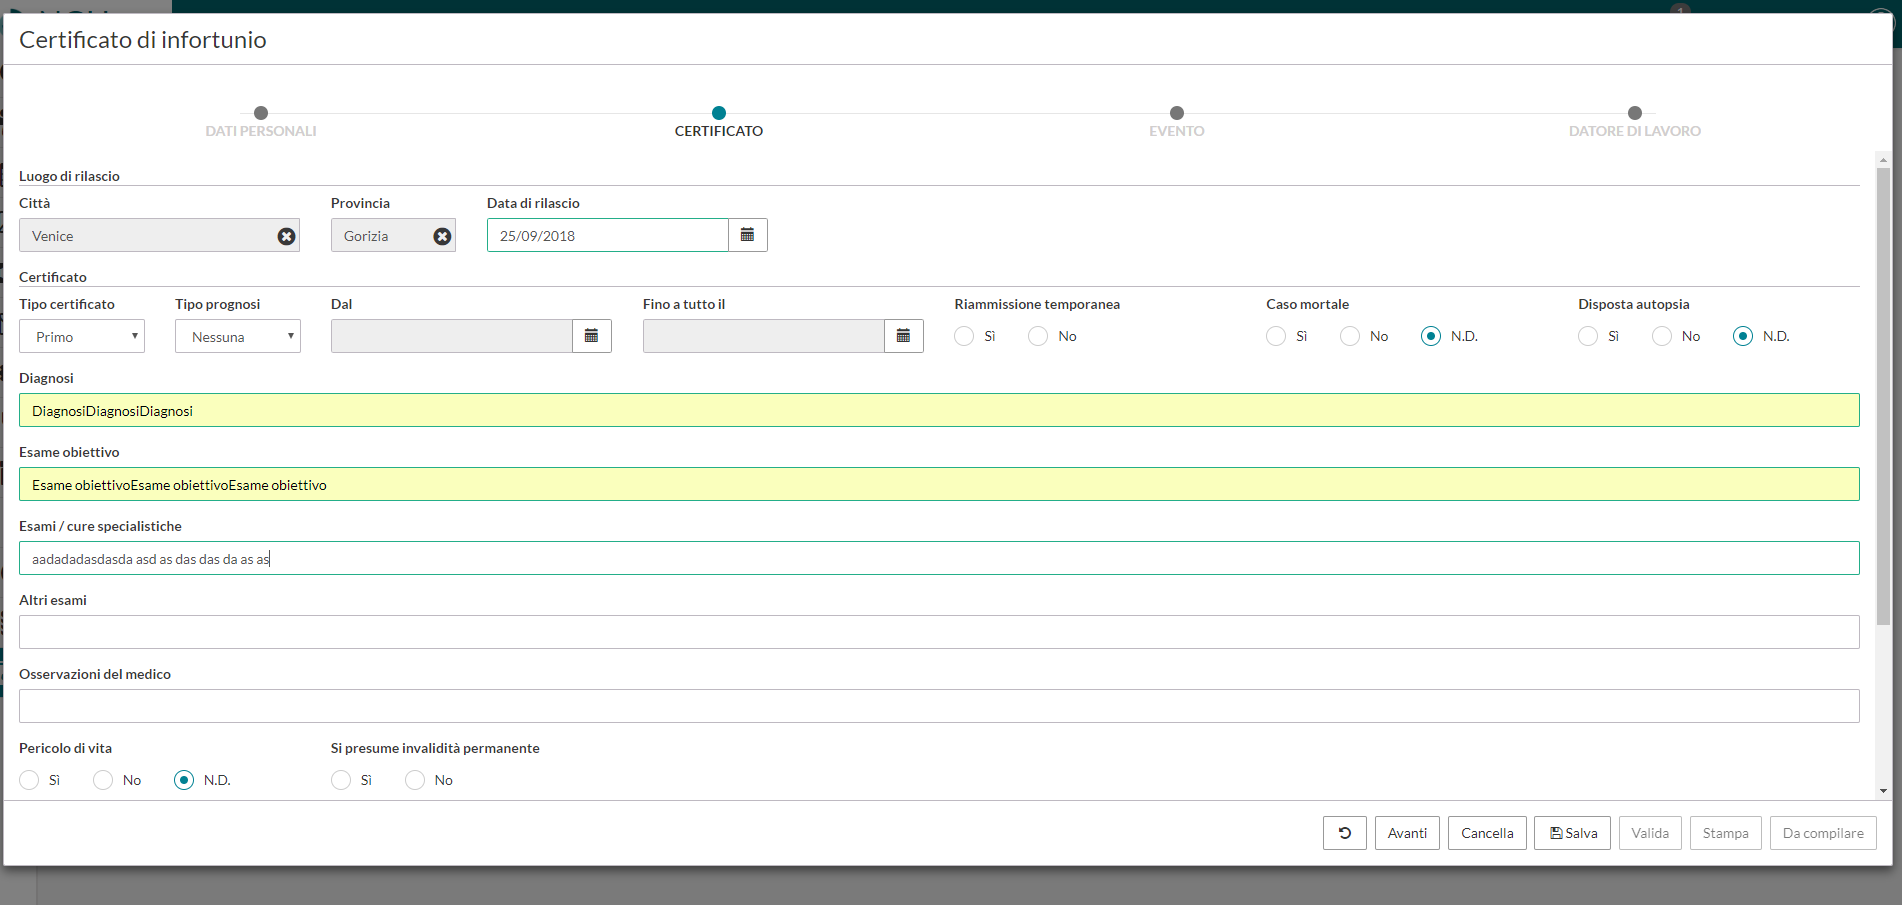 1
Certificato di infortunio
DATI PERSONALI CERTIFICATO EVENTO DATORE DI LAVORO
Luogo di rilascio
Città Provincia Data di rilascio
Venice Gorizia 25/09/2018
Certificato
Tipo certificato Tipo prognosi Dal Fino a tutto il Riammissione temporanea Caso mortale Disposta autopsia
Primo Nessuna Sì No Sì No N.D. Sì No N.D.
Diagnosi
DiagnosiDiagnosiDiagnosi
Esame obiettivo
Esame obiettivoEsame obiettivoEsame obiettivo
Esami / cure specialistiche
aadadadasdasda asd as das das da as as
Altri esami
Osservazioni del medico
Pericolo di vita Si presume invalidità permanente
Sì No N.D. Sì No
Avanti Cancella Salva Valida Stampa Da compilare